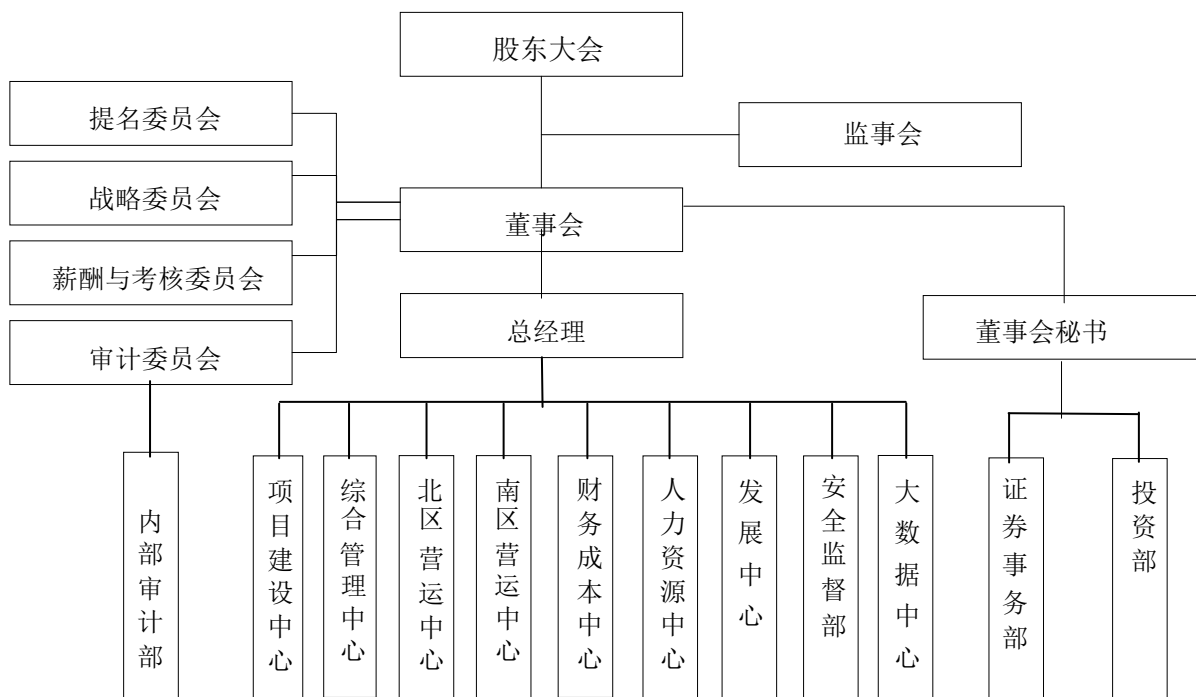 股东大会
提名委员会
监事会
战略委员会
董事会
薪酬与考核委员会
总经理
董事会秘书
审计委员会
内部审计部
项目建设中心
综合管理中心
北区营运中心
南区营运中心
财务成本中心
人力资源中心
发展中心
安全监督部
大数据中心
证券事务部
投资部